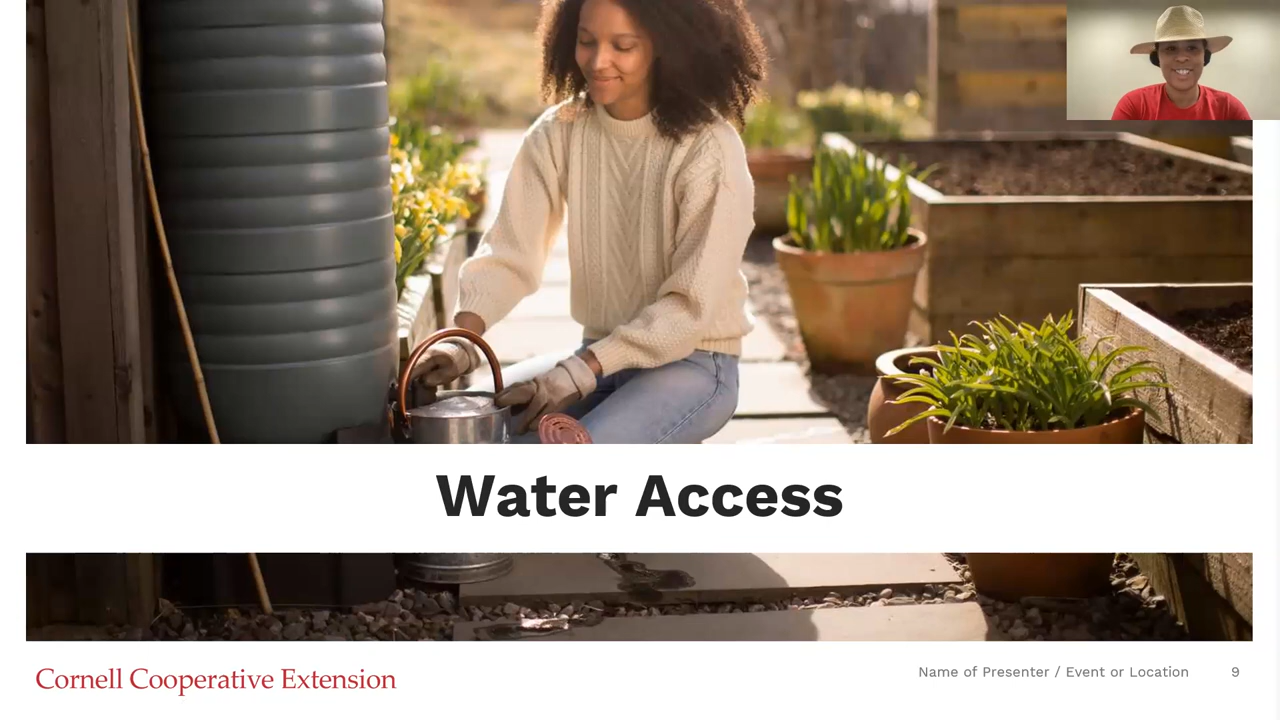 Water Access
Cornell Cooperative Extension
Name of Presenter / Event or Location 9